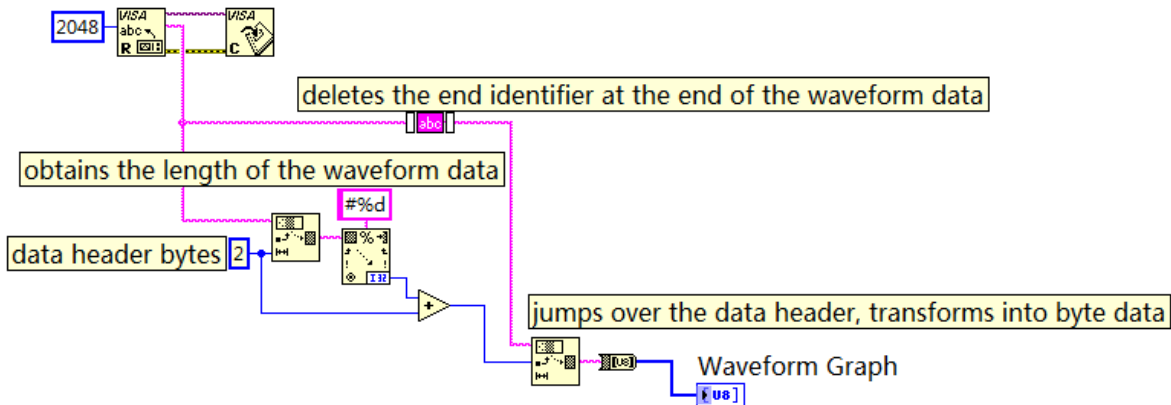 VISA VISA
2048 abc
R C
deletes the end identifier at the end of the waveform data
abc
obtains the length of the waveform data
#%d
%
data header bytes 2
I32
+
jumps over the data header, transforms into byte data
[U8]
Waveform Graph
[U8]